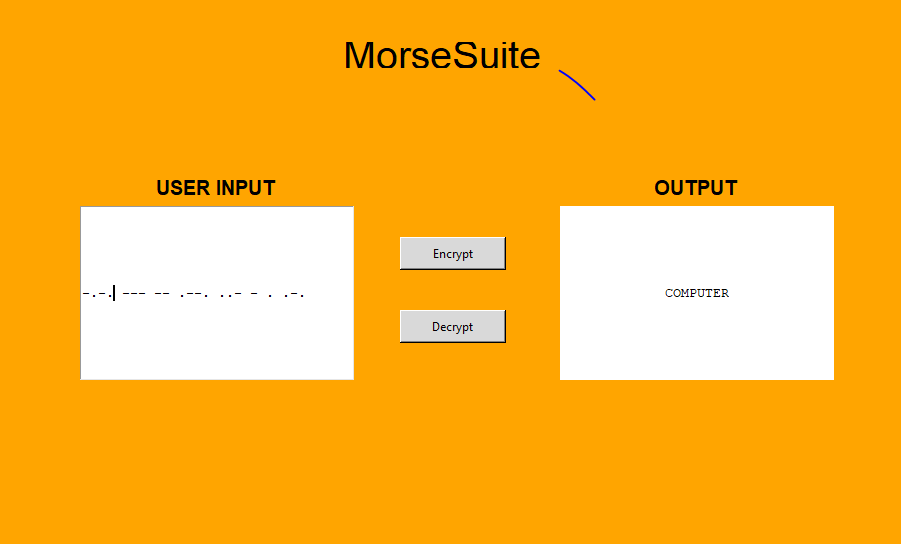 MorseSuite
USER INPUT
OUTPUT
Encrypt
-.-. --- -- .--. ..- - . .-.
COMPUTER
Decrypt